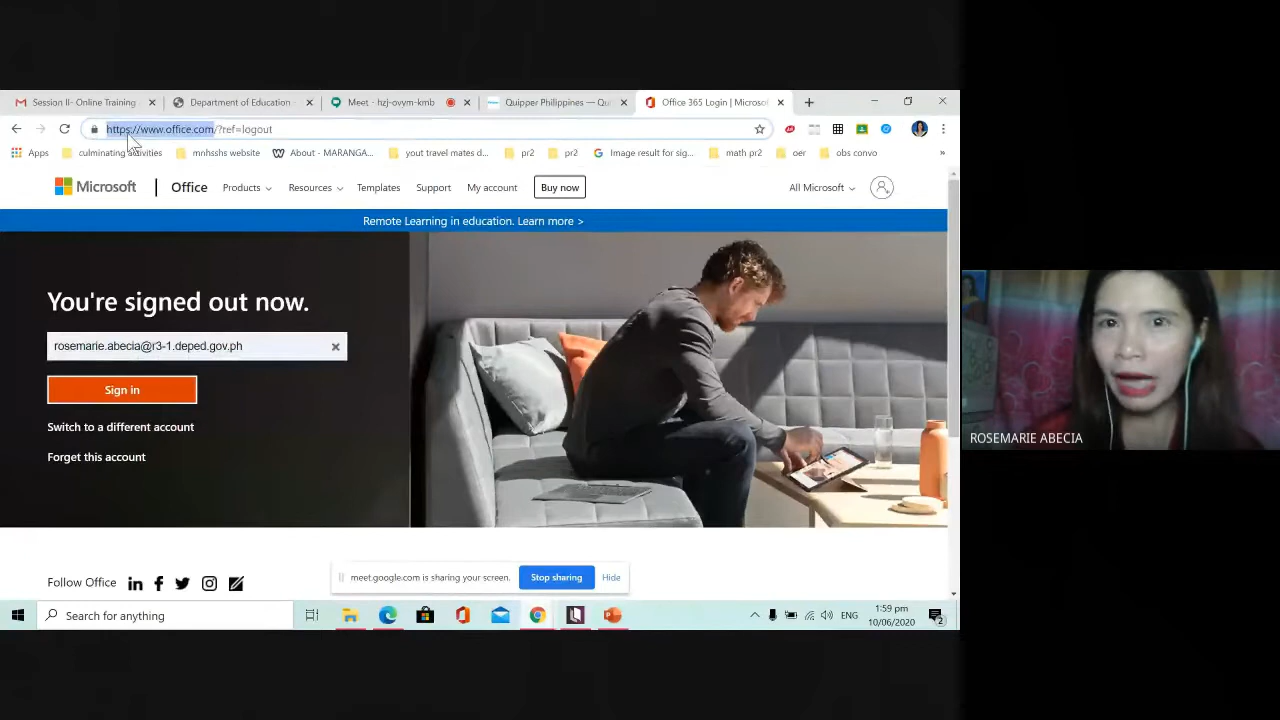 Session II- Online Training
Department of Education
Meet - hzj-ovym-kmb
Quipper Philippines — Qu
Office 365 Login | Microsof
https://www.office.com/?ref=logout
Apps
culminating activities
mnhsshs website
About - MARANGA...
yout travel mates d...
pr2
pr2
Image result for sig...
math pr2
oer
obs convo
»
Microsoft
Office
Products
Resources
Templates
Support
My account
Buy now
All Microsoft
Remote Learning in education. Learn more >
You're signed out now.
rosemarie.abecia@r3-1.deped.gov.ph
Sign in
Switch to a different account
Forget this account
ROSEMARIE ABECIA
Follow Office
meet.google.com is sharing your screen.
Stop sharing
Hide
Search for anything
ENG
1:59 pm
10/06/2020
2